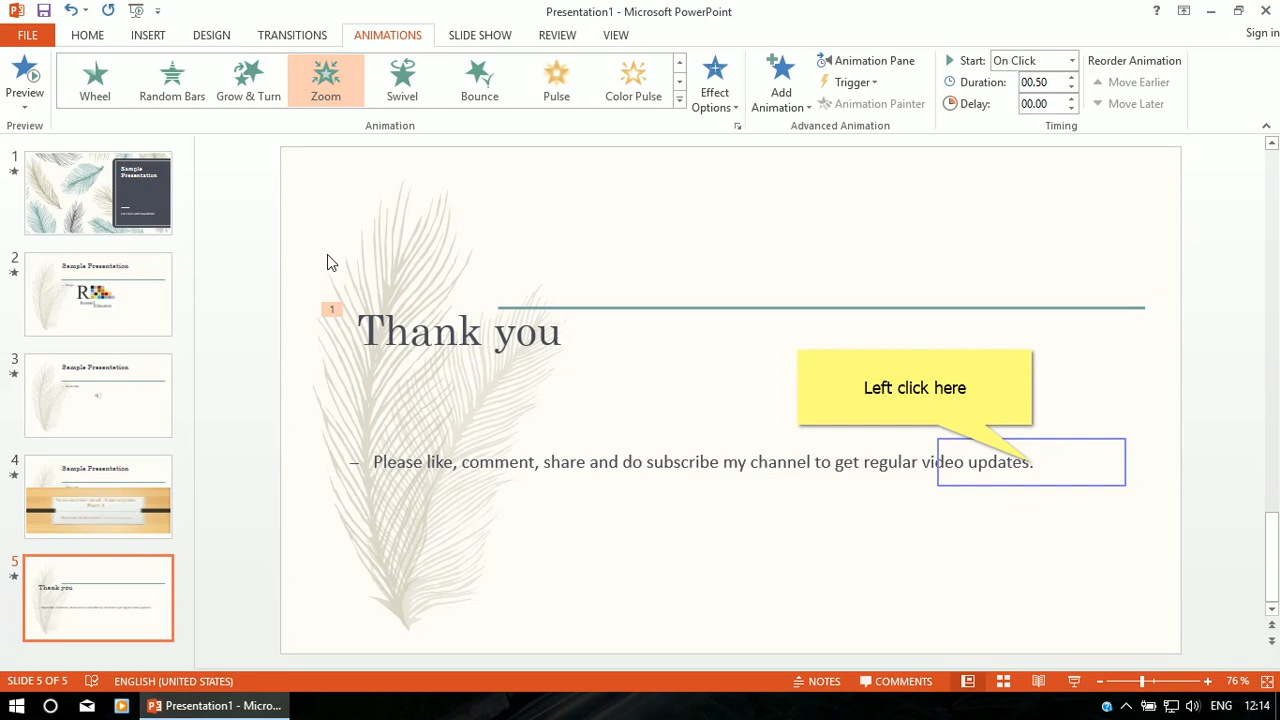 Presentation1 - Microsoft PowerPoint
?
FILE
HOME
INSERT
DESIGN
TRANSITIONS
ANIMATIONS
SLIDE SHOW
REVIEW
VIEW
Sign in
Preview
Wheel
Random Bars
Grow & Turn
Zoom
Swivel
Bounce
Pulse
Color Pulse
Effect
Options
Add
Animation
Animation Pane
Trigger
Animation Painter
Start: On Click
Duration: 00.50
Delay: 00.00
Reorder Animation
Move Earlier
Move Later
Preview
Animation
Advanced Animation
Timing
1
Sample
Presentation
2
Sample Presentation
R
3
Sample Presentation
4
Sample Presentation
5
Thank you
1
Thank you
Left click here
– Please like, comment, share and do subscribe my channel to get regular video updates.
SLIDE 5 OF 5
ENGLISH (UNITED STATES)
NOTES
COMMENTS
76 %
Presentation1 - Micro...
ENG
12:14